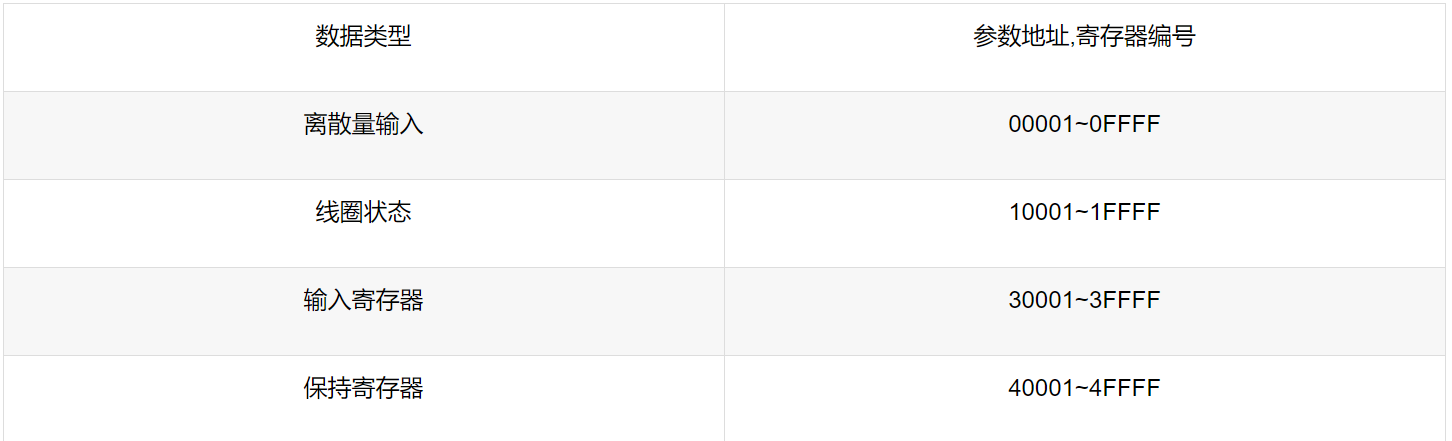 数据类型 参数地址,寄存器编号
离散量输入 00001~0FFFF
线圈状态 10001~1FFFF
输入寄存器 30001~3FFFF
保持寄存器 40001~4FFFF